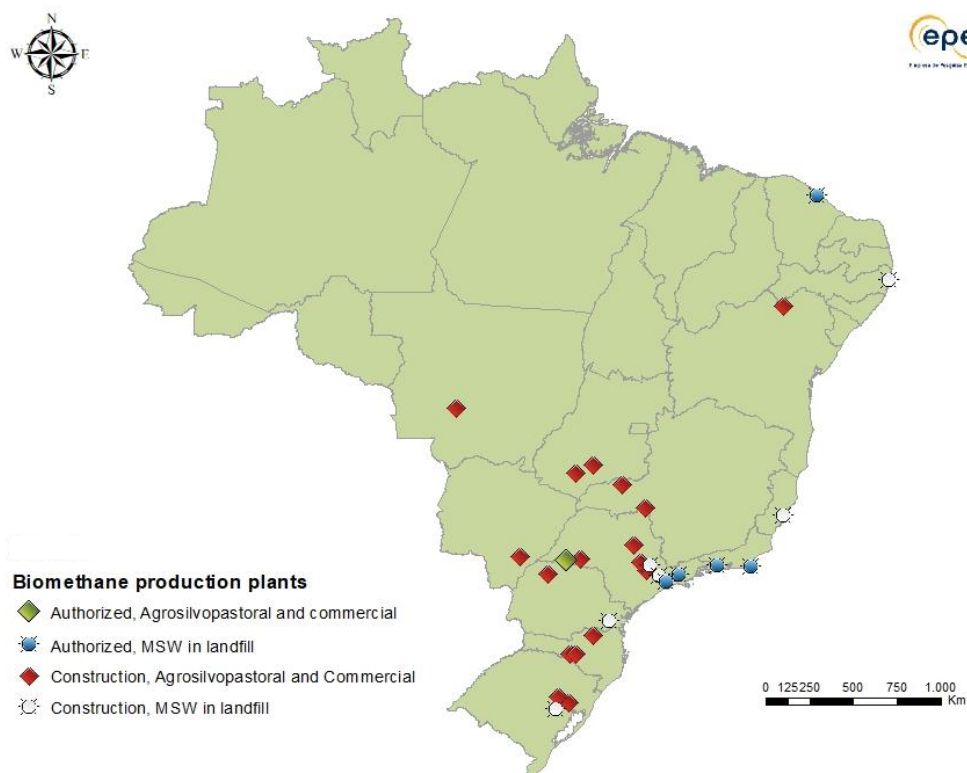 N
W E
S
epe
Biomethane production plants
Authorized, Agrosilvopastoral and commercial
Authorized, MSW in landfill
Construction, Agrosilvopastoral and Commercial
Construction, MSW in landfill
0 125250 500 750 1.000
Km